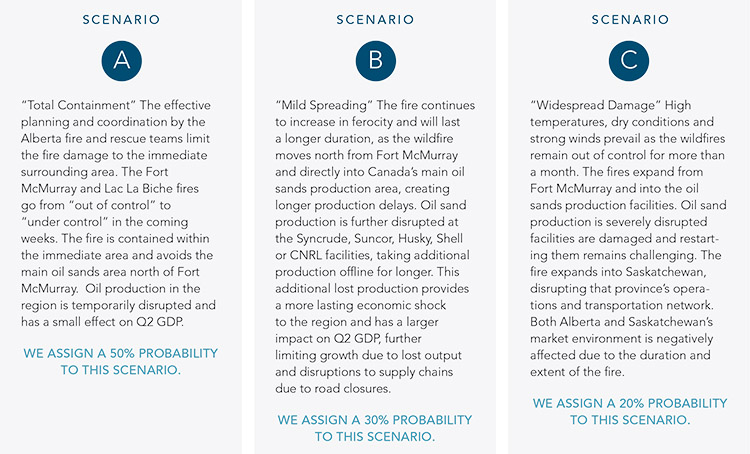 SCENARIO
A
“Total Containment” The effective
planning and coordination by the
Alberta fire and rescue teams limit
the fire damage to the immediate
surrounding area. The Fort
McMurray and Lac La Biche fires
go from “out of control” to
“under control” in the coming
weeks. The fire is contained within
the immediate area and avoids the
main oil sands area north of Fort
McMurray.  Oil production in the
region is temporarily disrupted and
has a small effect on Q2 GDP.
WE ASSIGN A 50% PROBABILITY
TO THIS SCENARIO.
SCENARIO
B
“Mild Spreading” The fire continues
to increase in ferocity and will last
a longer duration, as the wildfire
moves north from Fort McMurray
and directly into Canada’s main oil
sands production area, creating
longer production delays. Oil sand
production is further disrupted at
the Syncrude, Suncor, Husky, Shell
or CNRL facilities, taking additional
production offline for longer. This
additional lost production provides
a more lasting economic shock
to the region and has a larger
impact on Q2 GDP, further
limiting growth due to lost output
and disruptions to supply chains
due to road closures.
WE ASSIGN A 30% PROBABILITY
TO THIS SCENARIO.
SCENARIO
C
“Widespread Damage” High
temperatures, dry conditions and
strong winds prevail as the wildfires
remain out of control for more than
a month. The fires expand from
Fort McMurray and into the oil
sands production facilities. Oil sand
production is severely disrupted
facilities are damaged and restart-
ing them remains challenging. The
fire expands into Saskatchewan,
disrupting that province’s opera-
tions and transportation network.
Both Alberta and Saskatchewan’s
market environment is negatively
affected due to the duration and
extent of the fire.
WE ASSIGN A 20% PROBABILITY
TO THIS SCENARIO.